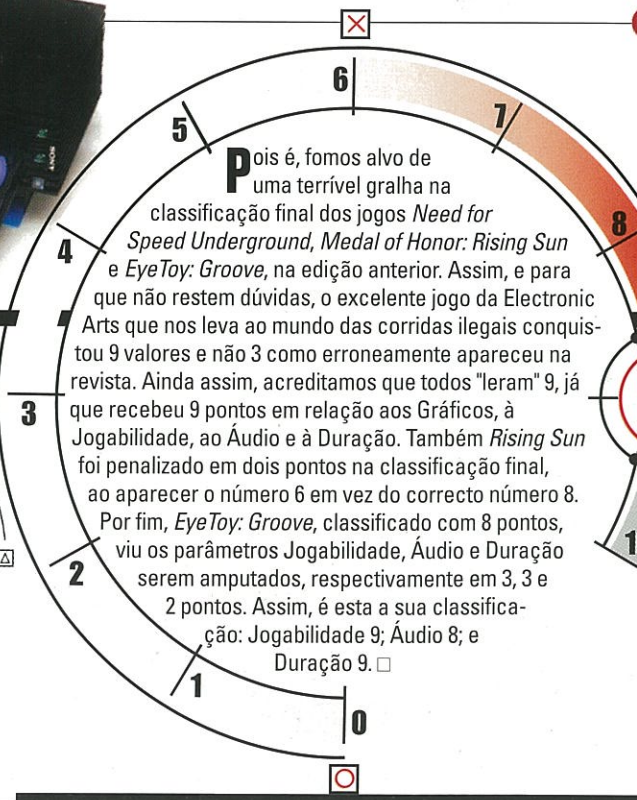 SONY
6
7
5
8
4
3
2
1
0
1
Pois é, fomos alvo de
uma terrível gralha na
classificação final dos jogos Need for
Speed Underground, Medal of Honor: Rising Sun
e EyeToy: Groove, na edição anterior. Assim, e para
que não restem dúvidas, o excelente jogo da Electronic
Arts que nos leva ao mundo das corridas ilegais conquis-
tou 9 valores e não 3 como erroneamente apareceu na
revista. Ainda assim, acreditamos que todos "leram" 9, já
que recebeu 9 pontos em relação aos Gráficos, à
Jogabilidade, ao Áudio e à Duração. Também Rising Sun
foi penalizado em dois pontos na classificação final,
ao aparecer o número 6 em vez do correcto número 8.
Por fim, EyeToy: Groove, classificado com 8 pontos,
viu os parâmetros Jogabilidade, Áudio e Duração
serem amputados, respectivamente em 3, 3 e
2 pontos. Assim, é esta a sua classifica-
ção: Jogabilidade 9; Áudio 8; e
Duração 9.